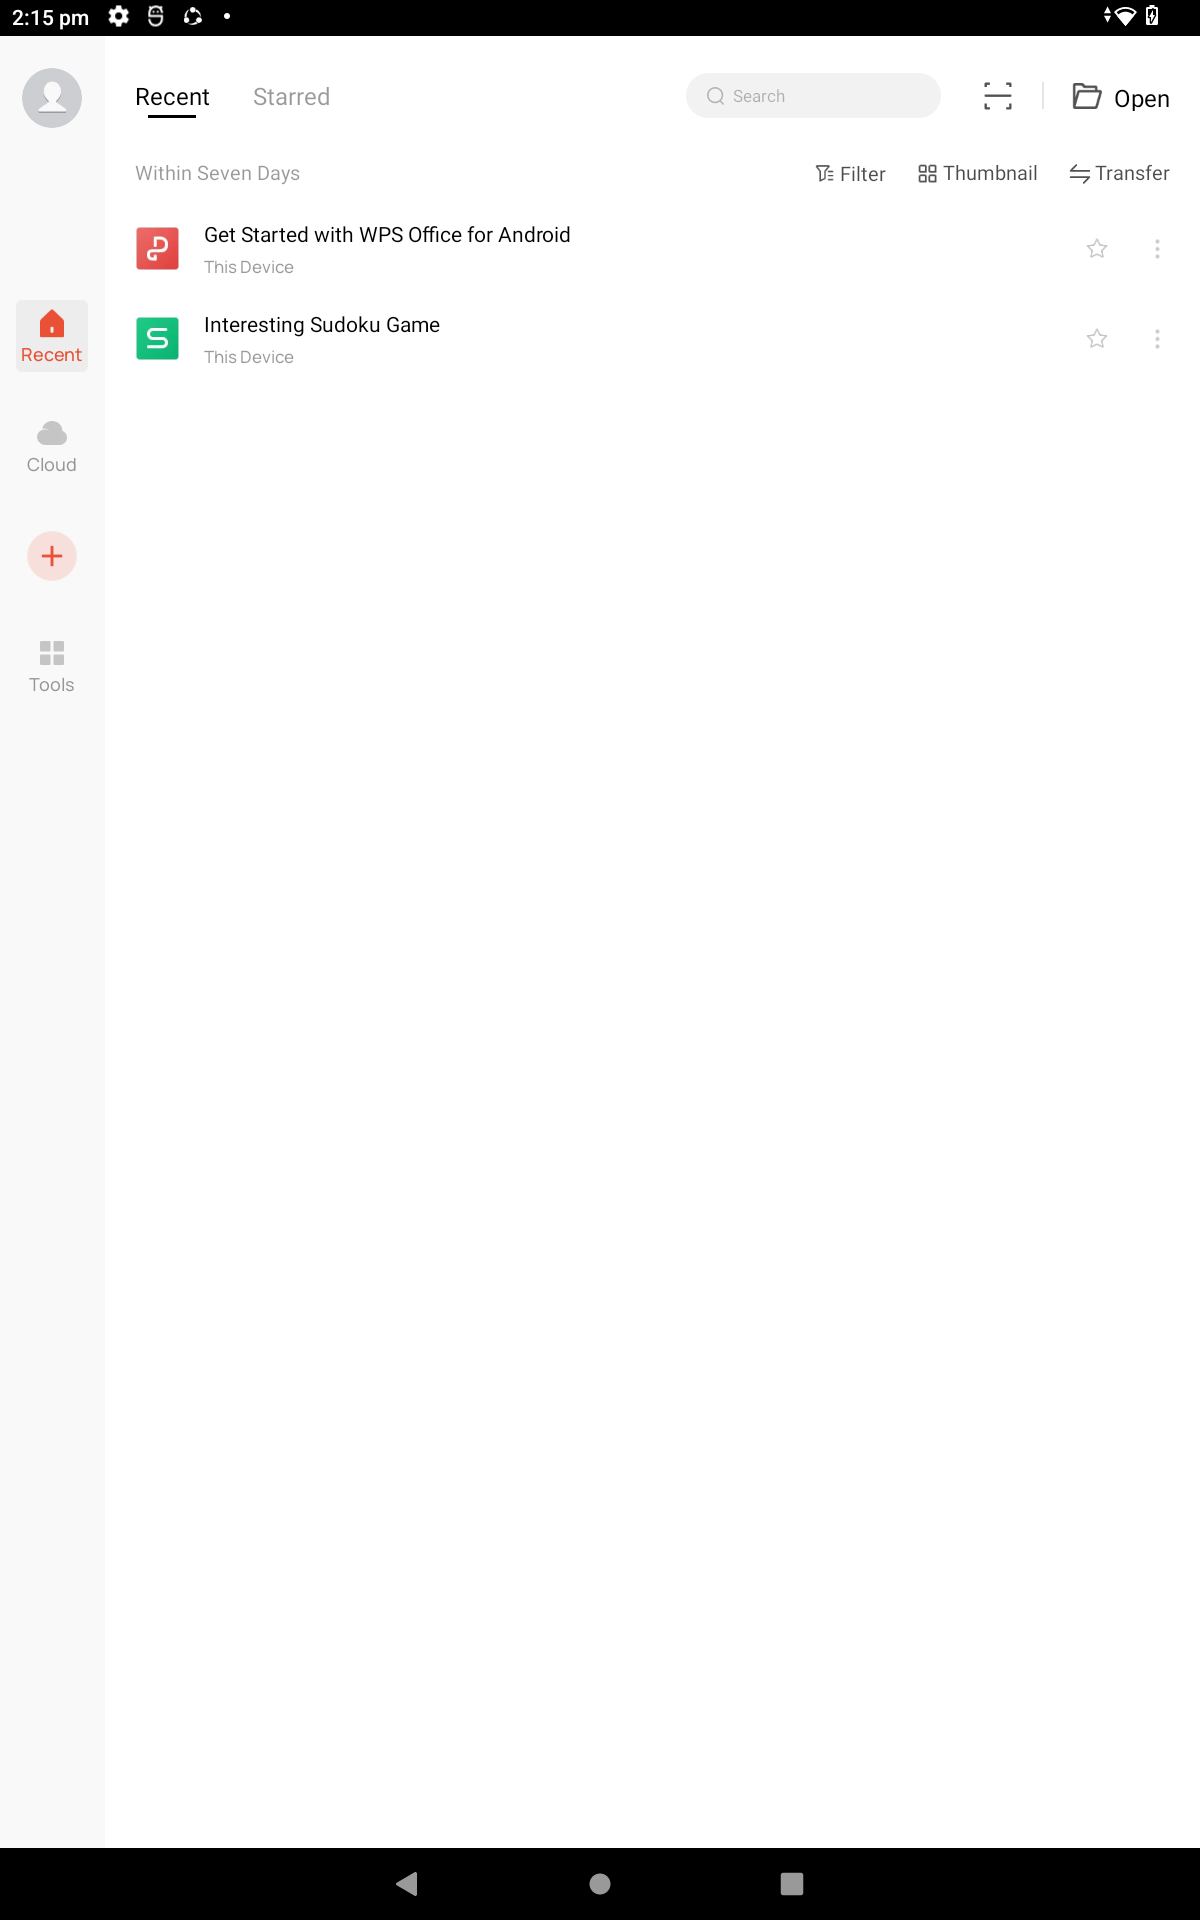 2:15 pm
Recent Starred Search Open
Within Seven Days Filter Thumbnail Transfer
Get Started with WPS Office for Android
This Device
Interesting Sudoku Game
This Device
Recent
Cloud
Tools